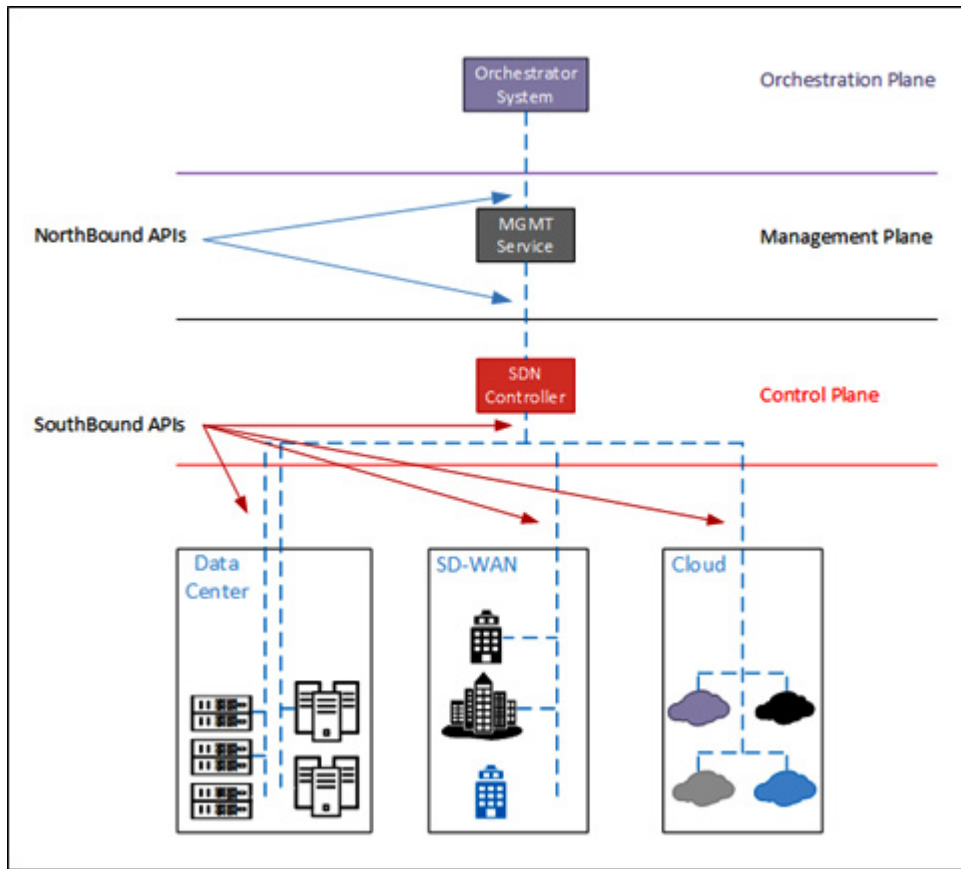 Orchestrator
System
Orchestration Plane
NorthBound APIs
MGMT
Service
Management Plane
SDN
Controller
Control Plane
SouthBound APIs
Data
Center
SD-WAN
Cloud